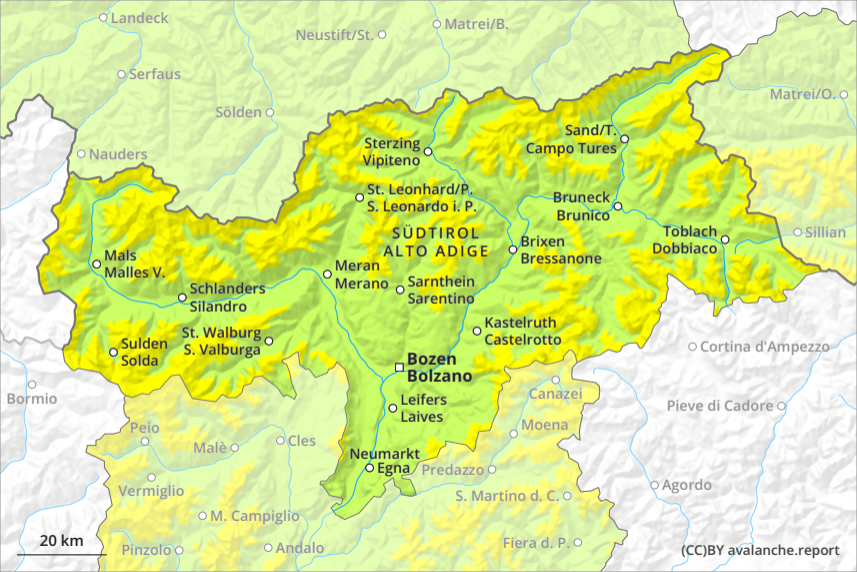 Landeck
Matrei/B.
Neustift/St.
Serfaus
Matrei/O.
Sölden
Sand/T.
Campo Tures
Sterzing
Vipiteno
Nauders
St. Leonhard/P.
S. Leonardo i. P.
Bruneck
Brunico
SÜDTIROL
ALTO ADIGE
Toblach
Dobbiaco
Sillian
Brixen
Bressanone
Mals
Malles V.
Meran
Merano
Sarnthein
Sarentino
Schlanders
Silandro
Kastelruth
Castelrotto
St. Walburg
S. Valburga
Sulden
Solda
Cortina d'Ampezzo
Bozen
Bolzano
Bormio
Canazei
Leifers
Laives
Pieve di Cadore
Peio
Moena
Cles
Malè
Neumarkt
Egna
Predazzo
Vermiglio
Agordo
S. Martino d. C.
M. Campiglio
20 km
Pinzolo
Andalo
Fiera d. P.
(CC)BY avalanche.report